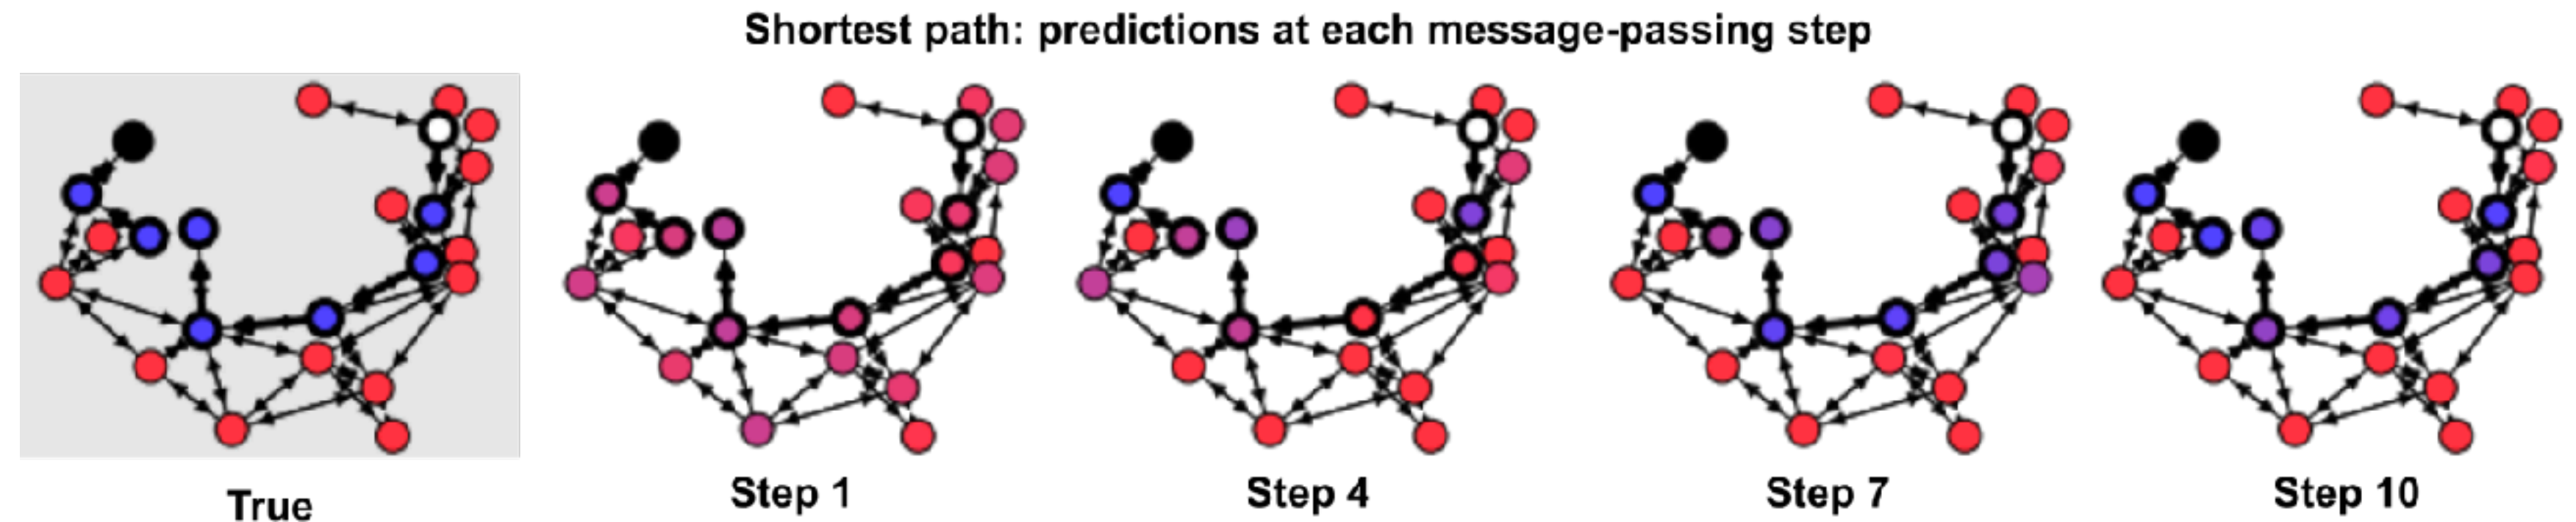 Shortest path: predictions at each message-passing step
True
Step 1
Step 4
Step 7
Step 10